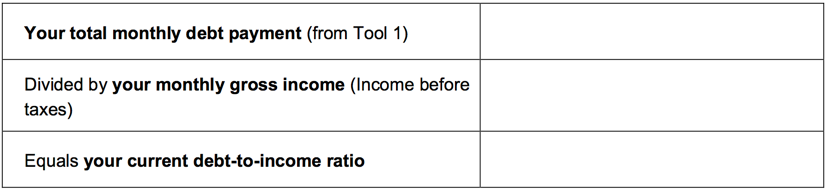 Your total monthly debt payment (from Tool 1)
Divided by your monthly gross income (Income before
taxes)
Equals your current debt-to-income ratio